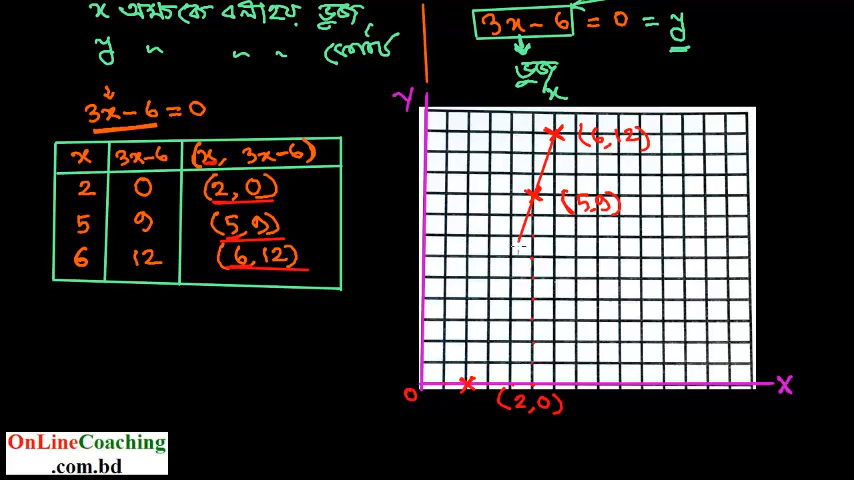 x অক্ষকে বলা হয় ভুজ,
y " " " কোটি
3x - 6 = 0
x 3x-6 (x, 3x-6)
2 0 (2, 0)
5 9 (5, 9)
6 12 (6, 12)
3x - 6 = 0 = y
ভুজ
x
Y
(6, 12)
(5,9)
0 (2,0) X
OnLineCoaching
.com.bd